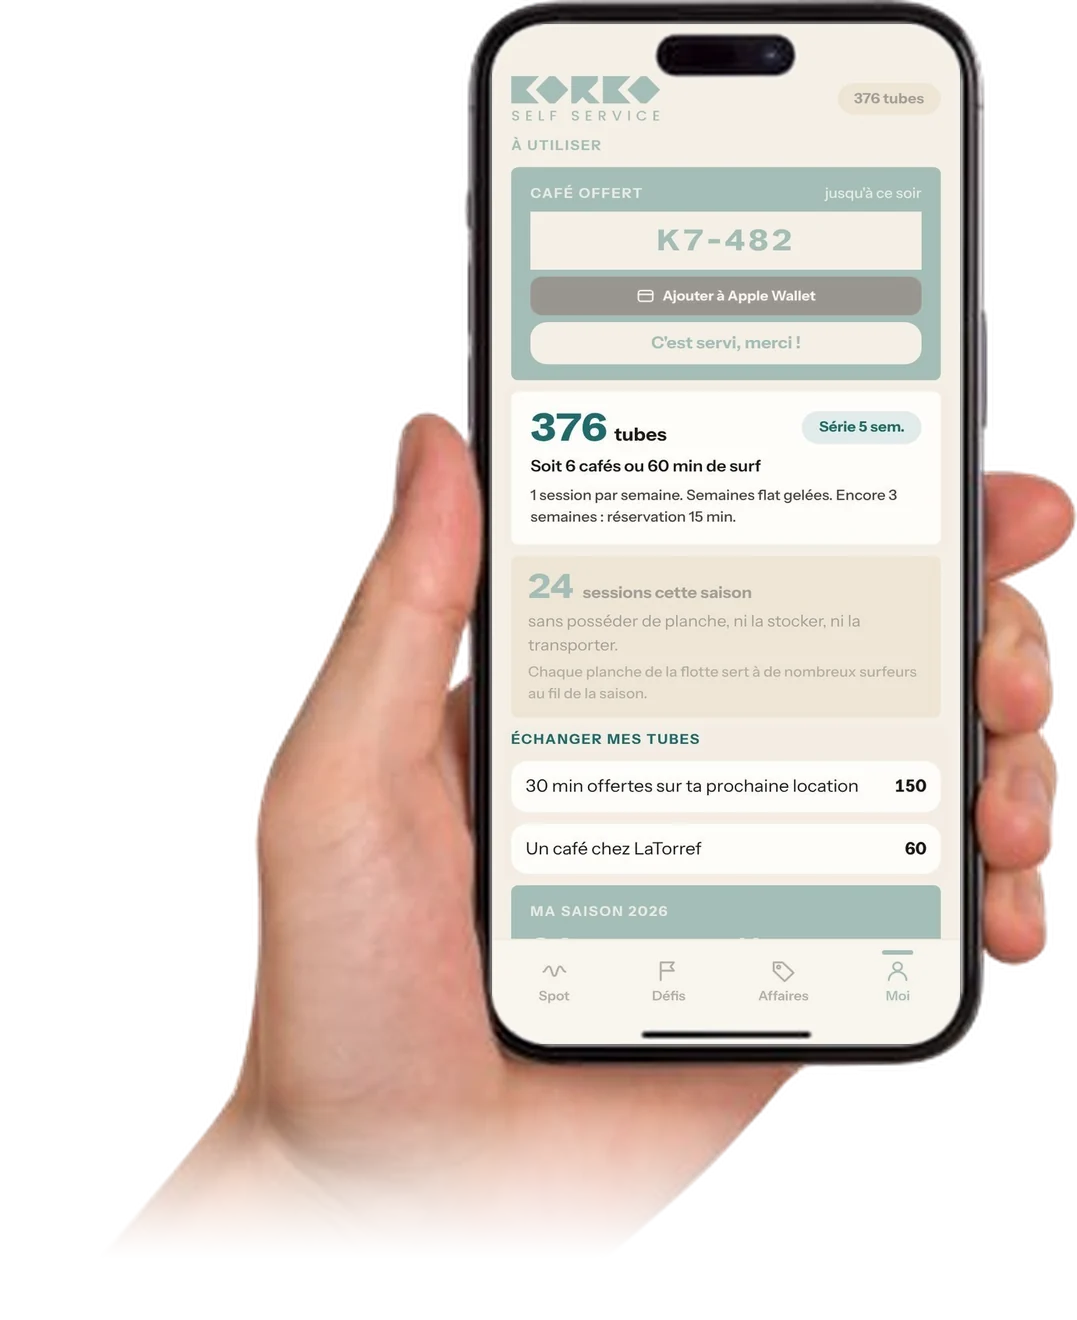 KORKO
SELF SERVICE
376 tubes
À UTILISER
CAFÉ OFFERT
jusqu'à ce soir
K7-482
Ajouter à Apple Wallet
C'est servi, merci !
376 tubes
Série 5 sem.
Soit 6 cafés ou 60 min de surf
1 session par semaine. Semaines flat gelées. Encore 3
semaines : réservation 15 min.
24 sessions cette saison
sans posséder de planche, ni la stocker, ni la
transporter.
Chaque planche de la flotte sert à de nombreux surfeurs
au fil de la saison.
ÉCHANGER MES TUBES
30 min offertes sur ta prochaine location 150
Un café chez LaTorref 60
MA SAISON 2026
Spot
Défis
Affaires
Moi